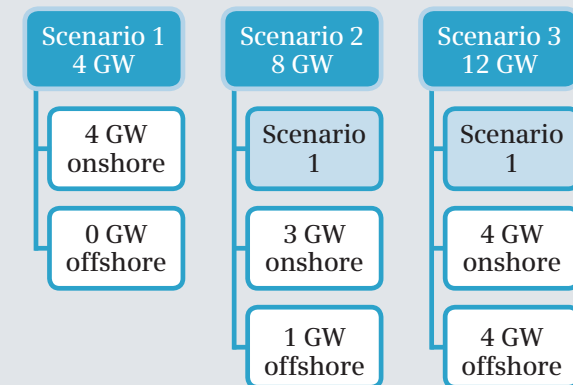 Scenario 1
4 GW
4 GW
onshore
0 GW
offshore
Scenario 2
8 GW
Scenario
1
3 GW
onshore
1 GW
offshore
Scenario 3
12 GW
Scenario
1
4 GW
onshore
4 GW
offshore